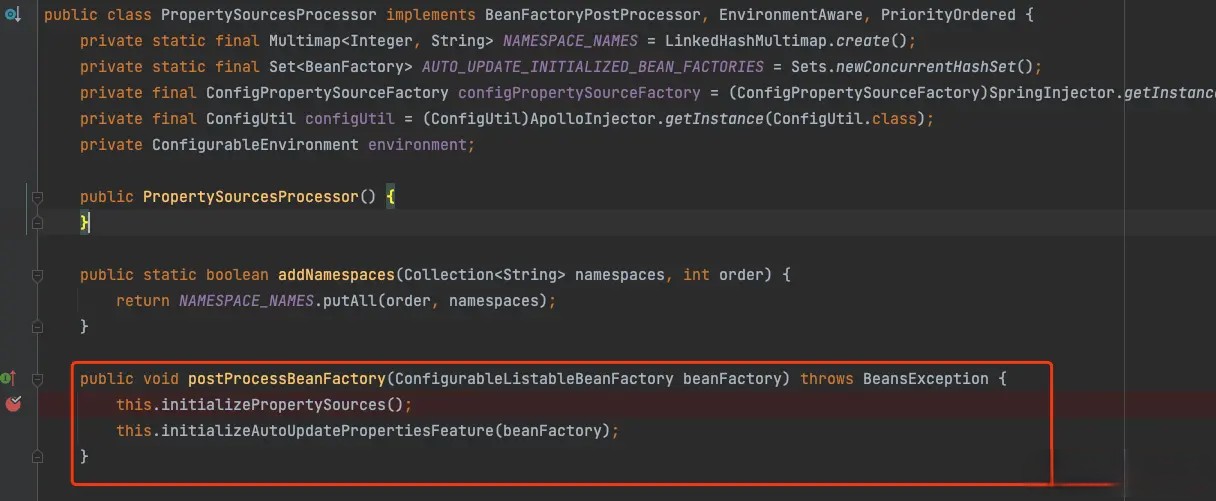 public class PropertySourcesProcessor implements BeanFactoryPostProcessor, EnvironmentAware, PriorityOrdered {
private static final Multimap<Integer, String> NAMESPACE_NAMES = LinkedHashMultimap.create();
private static final Set<BeanFactory> AUTO_UPDATE_INITIALIZED_BEAN_FACTORIES = Sets.newConcurrentHashSet();
private final ConfigPropertySourceFactory configPropertySourceFactory = (ConfigPropertySourceFactory)SpringInjector.getInstance
private final ConfigUtil configUtil = (ConfigUtil)ApolloInjector.getInstance(ConfigUtil.class);
private ConfigurableEnvironment environment;
public PropertySourcesProcessor() {
}
public static boolean addNamespaces(Collection<String> namespaces, int order) {
return NAMESPACE_NAMES.putAll(order, namespaces);
}
public void postProcessBeanFactory(ConfigurableListableBeanFactory beanFactory) throws BeansException {
this.initializePropertySources();
this.initializeAutoUpdatePropertiesFeature(beanFactory);
}